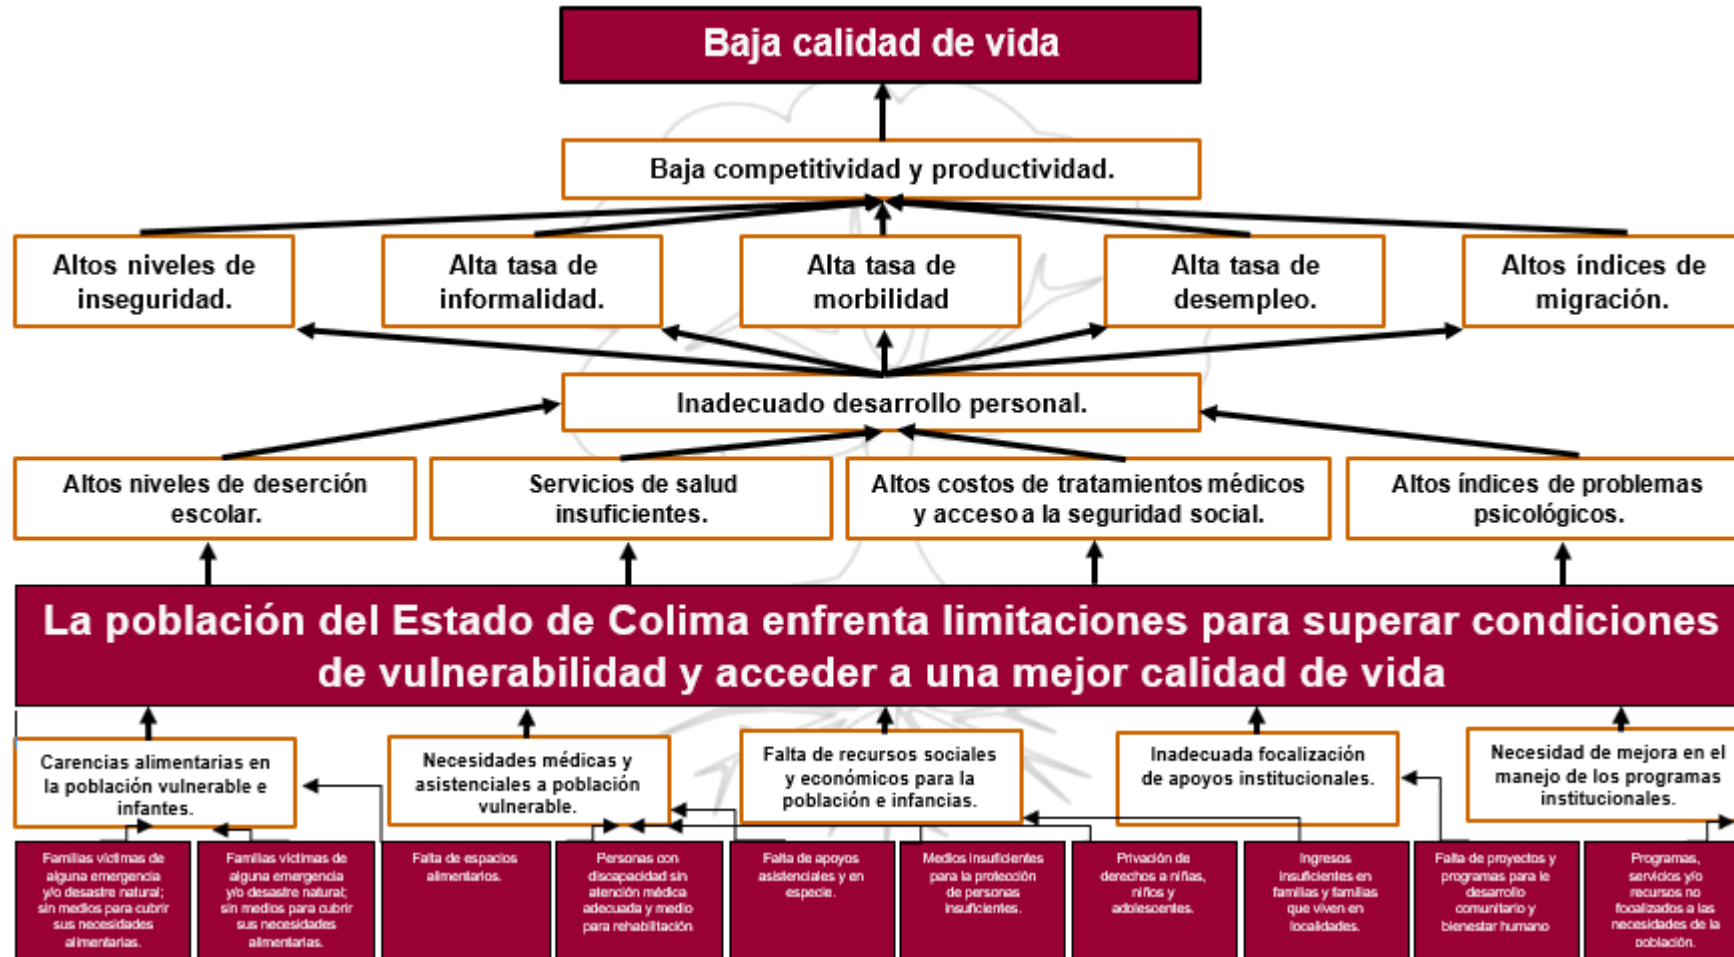 Baja calidad de vida
Baja competitividad y productividad.
Altos niveles de
inseguridad.
Alta tasa de
informalidad.
Alta tasa de
morbilidad
Alta tasa de
desempleo.
Altos índices de
migración.
Inadecuado desarrollo personal.
Altos niveles de deserción
escolar.
Servicios de salud
insuficientes.
Altos costos de tratamientos médicos
y acceso a la seguridad social.
Altos índices de problemas
psicológicos.
La población del Estado de Colima enfrenta limitaciones para superar condiciones
de vulnerabilidad y acceder a una mejor calidad de vida
Carencias alimentarias en
la población vulnerable e
infantes.
Necesidades médicas y
asistenciales a población
vulnerable.
Falta de recursos sociales
y económicos para la
población e infancias.
Inadecuada focalización
de apoyos institucionales.
Necesidad de mejora en el
manejo de los programas
institucionales.
Familias víctimas de
alguna emergencia
y/o desastre natural;
sin medios para cubrir
sus necesidades
alimentarias.
Familias víctimas de
alguna emergencia
y/o desastre natural;
sin medios para cubrir
sus necesidades
alimentarias.
Falta de espacios
alimentarios.
Personas con
discapacidad sin
atención médica
adecuada y medio
para rehabilitación
Falta de apoyos
asistenciales y en
especie.
Medios insuficientes
para la protección
de personas
insuficientes.
Privación de
derechos a niñas,
niños y
adolescentes.
Ingresos
insuficientes en
familias y familias
que viven en
localidades.
Falta de proyectos y
programas para le
desarrollo
comunitario y
bienestar humano
Programas,
servicios y/o
recursos no
focalizados a las
necesidades de la
población.